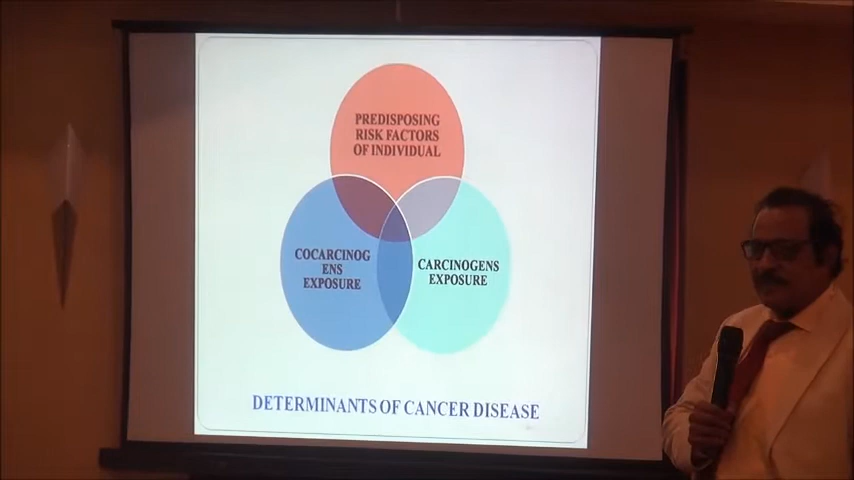 PREDISPOSING
RISK FACTORS
OF INDIVIDUAL
COCARCINOG
ENS
EXPOSURE
CARCINOGENS
EXPOSURE
DETERMINANTS OF CANCER DISEASE